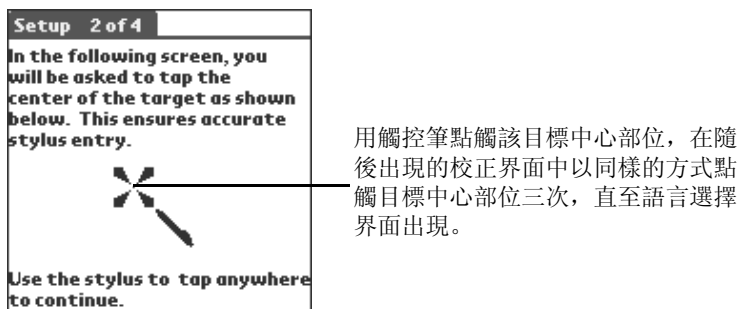 Setup 2 of 4
In the following screen, you
will be asked to tap the
center of the target as shown
below. This ensures accurate
stylus entry.
用觸控筆點觸該目標中心部位，在隨
後出現的校正界面中以同樣的方式點
觸目標中心部位三次，直至語言選擇
界面出現。
Use the stylus to tap anywhere
to continue.